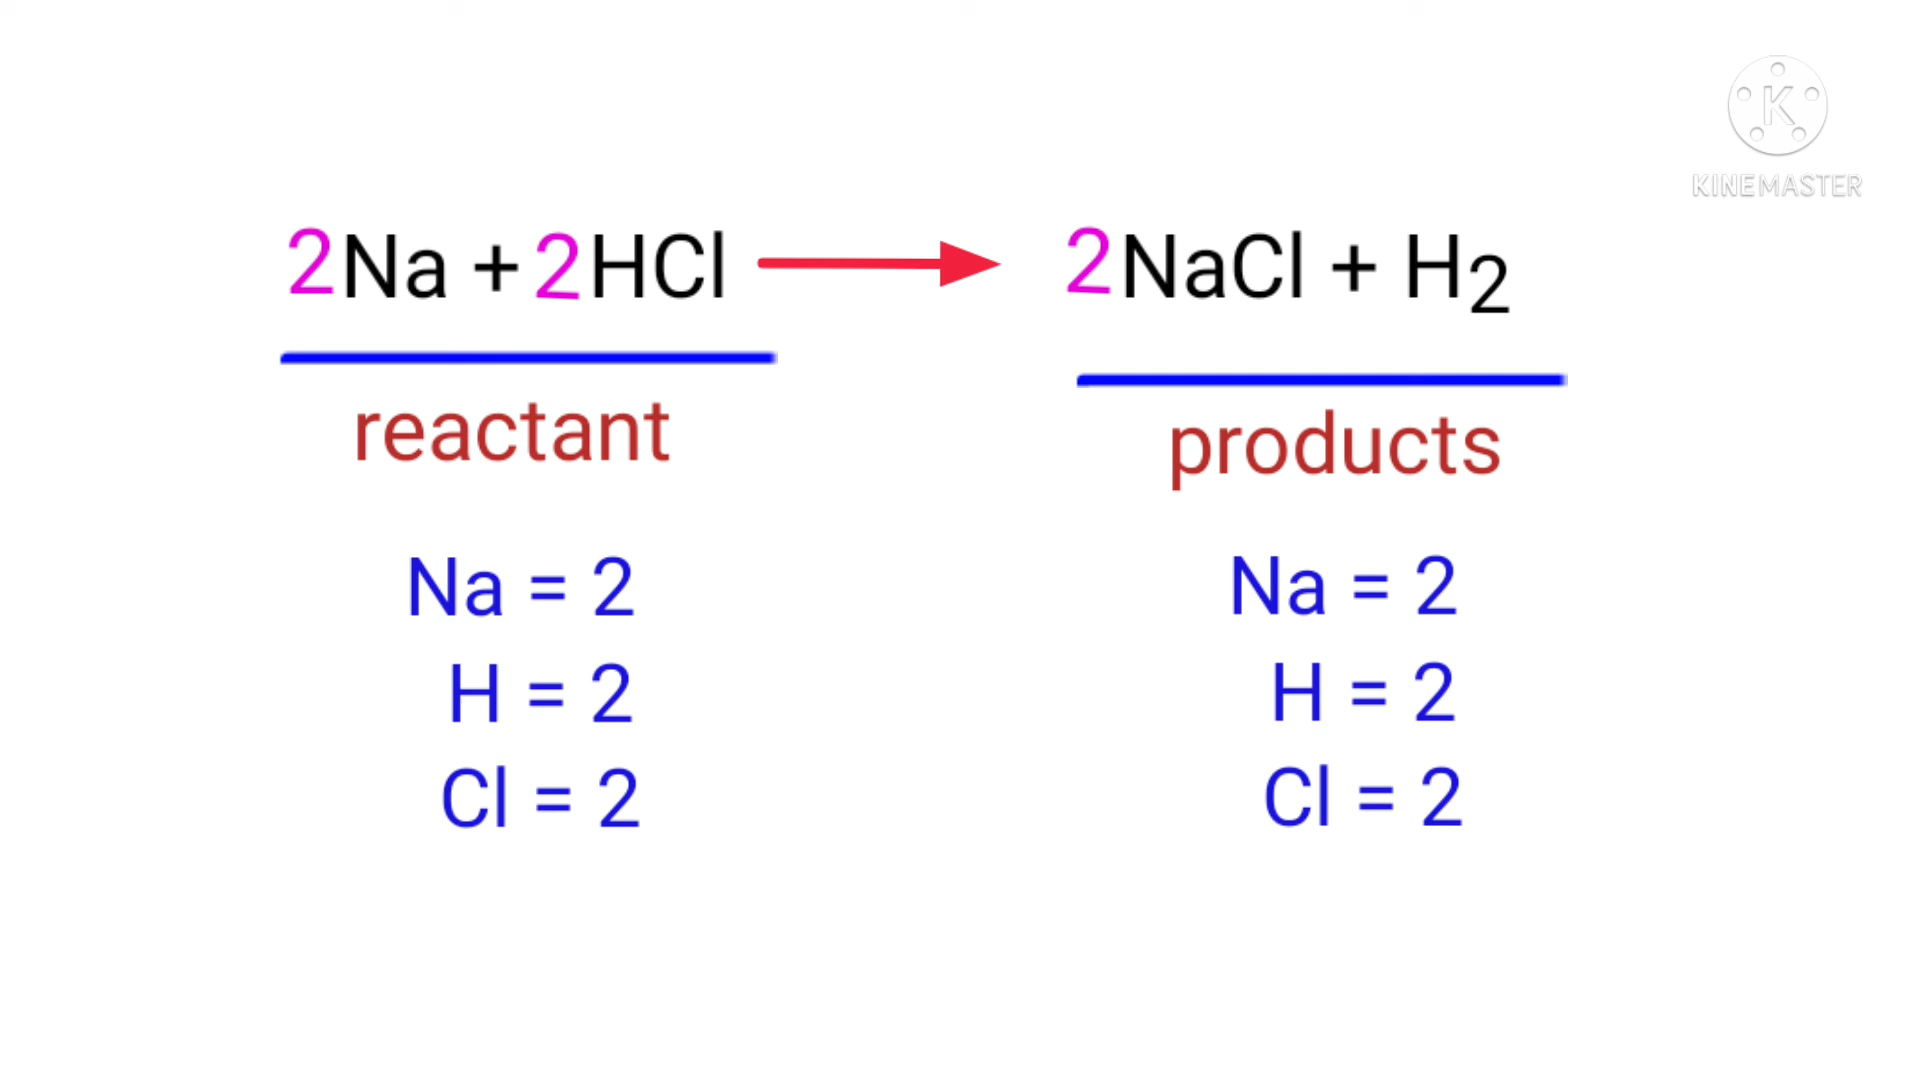 K
KINEMASTER
2Na + 2HCl → 2NaCl + H2
reactant products
Na = 2 Na = 2
H = 2 H = 2
Cl = 2 Cl = 2